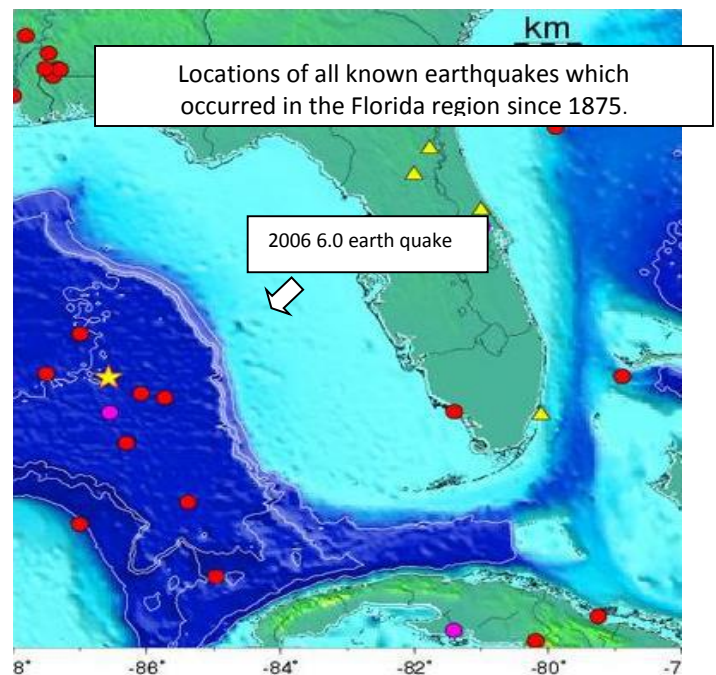 km
Locations of all known earthquakes which
occurred in the Florida region since 1875.
2006 6.0 earth quake
8° -86° -84° -82° -80° -7